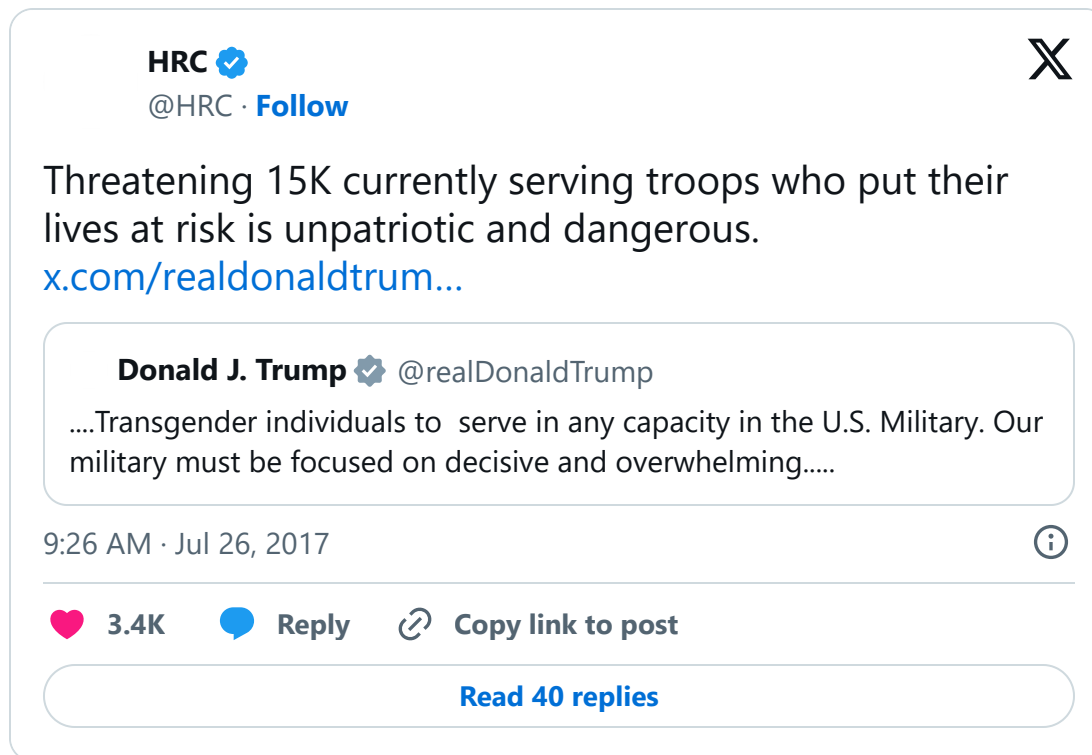 HRC
@HRC · Follow
Threatening 15K currently serving troops who put their
lives at risk is unpatriotic and dangerous.
x.com/realdonaldtrum...
Donald J. Trump @realDonaldTrump
....Transgender individuals to  serve in any capacity in the U.S. Military. Our
military must be focused on decisive and overwhelming.....
9:26 AM · Jul 26, 2017
3.4K Reply Copy link to post
Read 40 replies